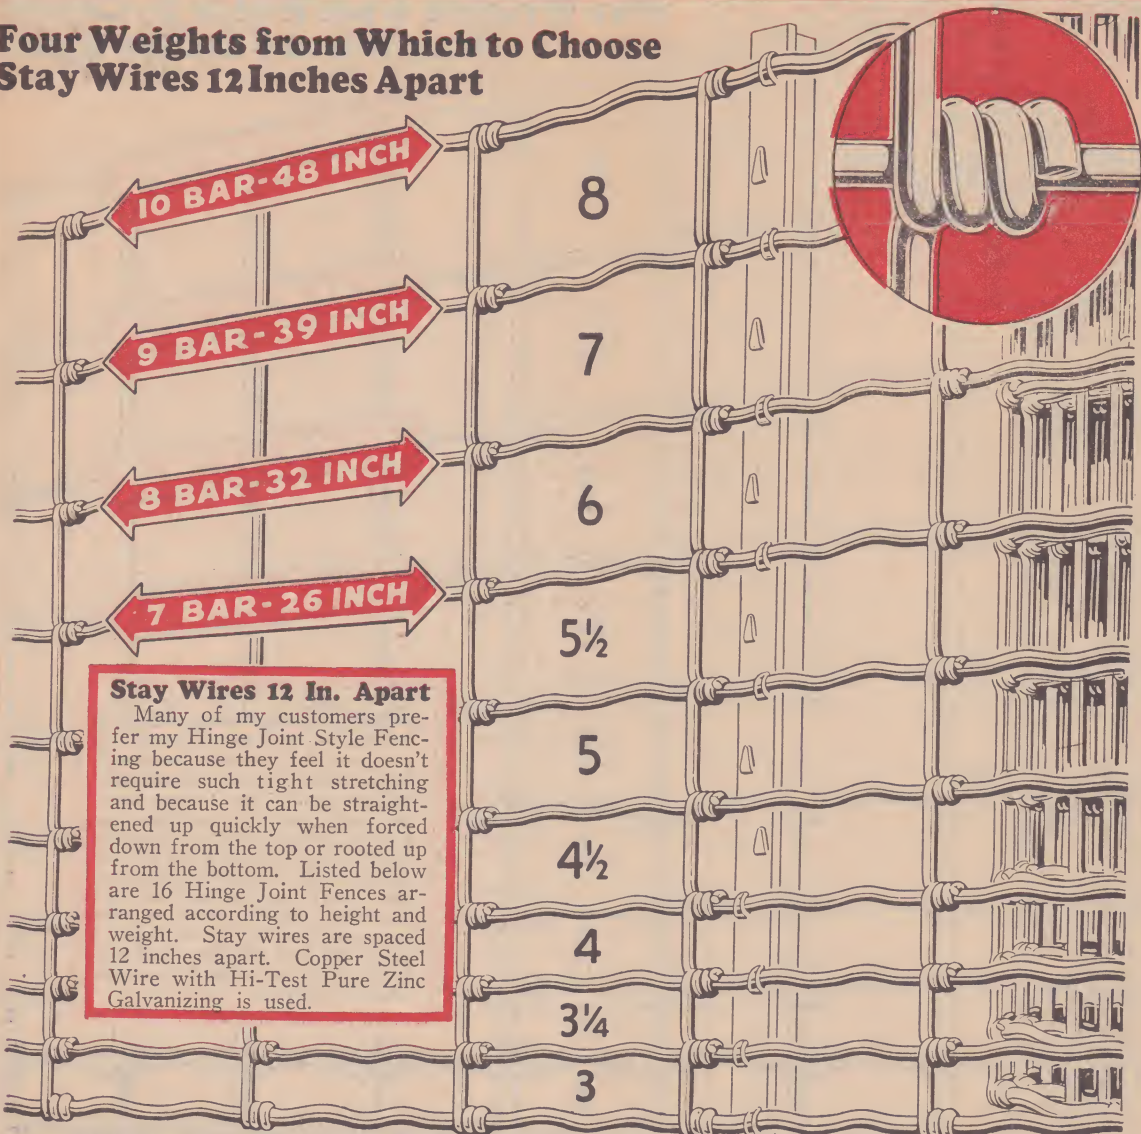 Four Weights from Which to Choose
Stay Wires 12 Inches Apart
10 BAR-48 INCH
8
9 BAR-39 INCH
7
8 BAR-32 INCH
6
7 BAR-26 INCH
5½
Stay Wires 12 In. Apart
Many of my customers pre-
fer my Hinge Joint Style Fenc-
ing because they feel it doesn't
require such tight stretching
and because it can be straight-
ened up quickly when forced
down from the top or rooted up
from the bottom. Listed below
are 16 Hinge Joint Fences ar-
ranged according to height and
weight. Stay wires are spaced
12 inches apart. Copper Steel
Wire with Hi-Test Pure Zinc
Galvanizing is used.
5
4½
4
3¼
3